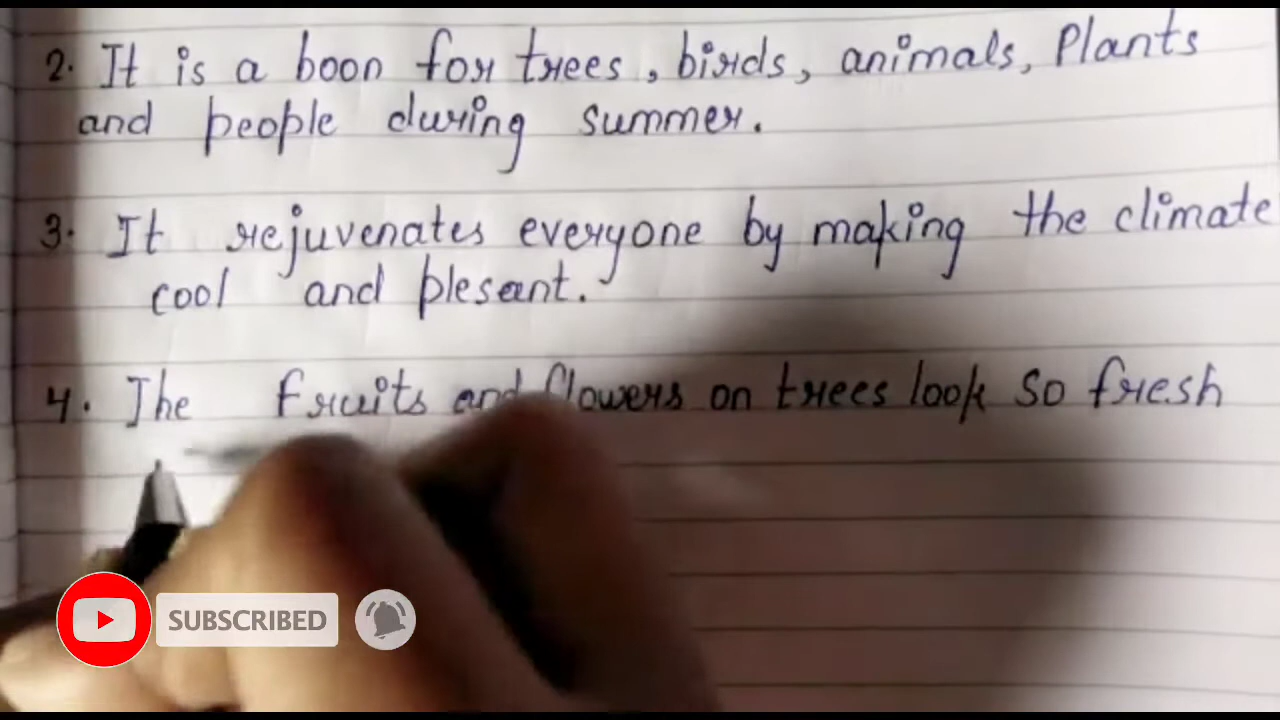 2. It is a boon for trees, birds, animals, Plants
and people during summer.
3. It rejuvenates everyone by making the climate
cool and plesant.
4. The fruits and flowers on trees look so fresh
SUBSCRIBED